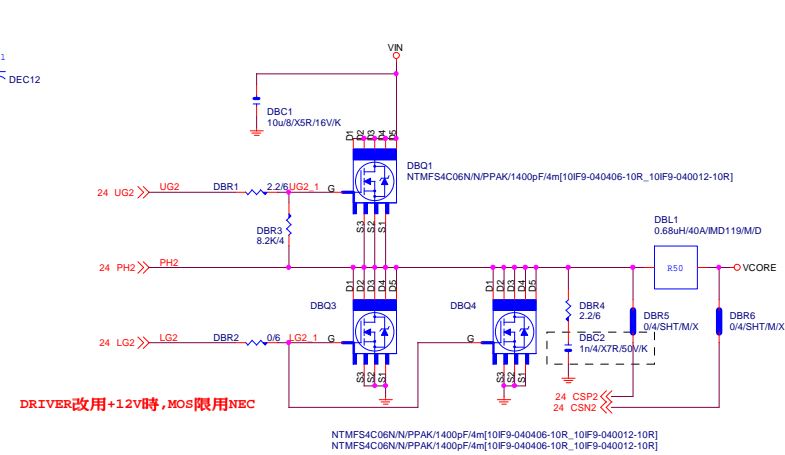 1
DEC12
VIN
DBC1
10u/8/X5R/16V/K
D1 D2 D3 D4 D5
DBQ1
NTMFS4C06N/N/PPAK/1400pF/4m[10IF9-040406-10R_10IF9-040012-10R]
24 UG2 UG2 DBR1 2.2/6 UG2_1 G
S3 S2 S1
DBR3
8.2K/4
DBL1
0.68uH/40A/IMD119/M/D
24 PH2 PH2 R50 VCORE
D1 D2 D3 D4 D5 D1 D2 D3 D4 D5
DBQ3 DBQ4
DBR4
2.2/6
DBR5
0/4/SHT/M/X
DBR6
0/4/SHT/M/X
24 LG2 LG2 DBR2 0/6 LG2_1 G G
DBC2
1n/4/X7R/50V/K
S3 S2 S1 S3 S2 S1
24 CSP2
24 CSN2
DRIVER改用+12V時,MOS限用NEC
NTMFS4C06N/N/PPAK/1400pF/4m[10IF9-040406-10R_10IF9-040012-10R]
NTMFS4C06N/N/PPAK/1400pF/4m[10IF9-040406-10R_10IF9-040012-10R]